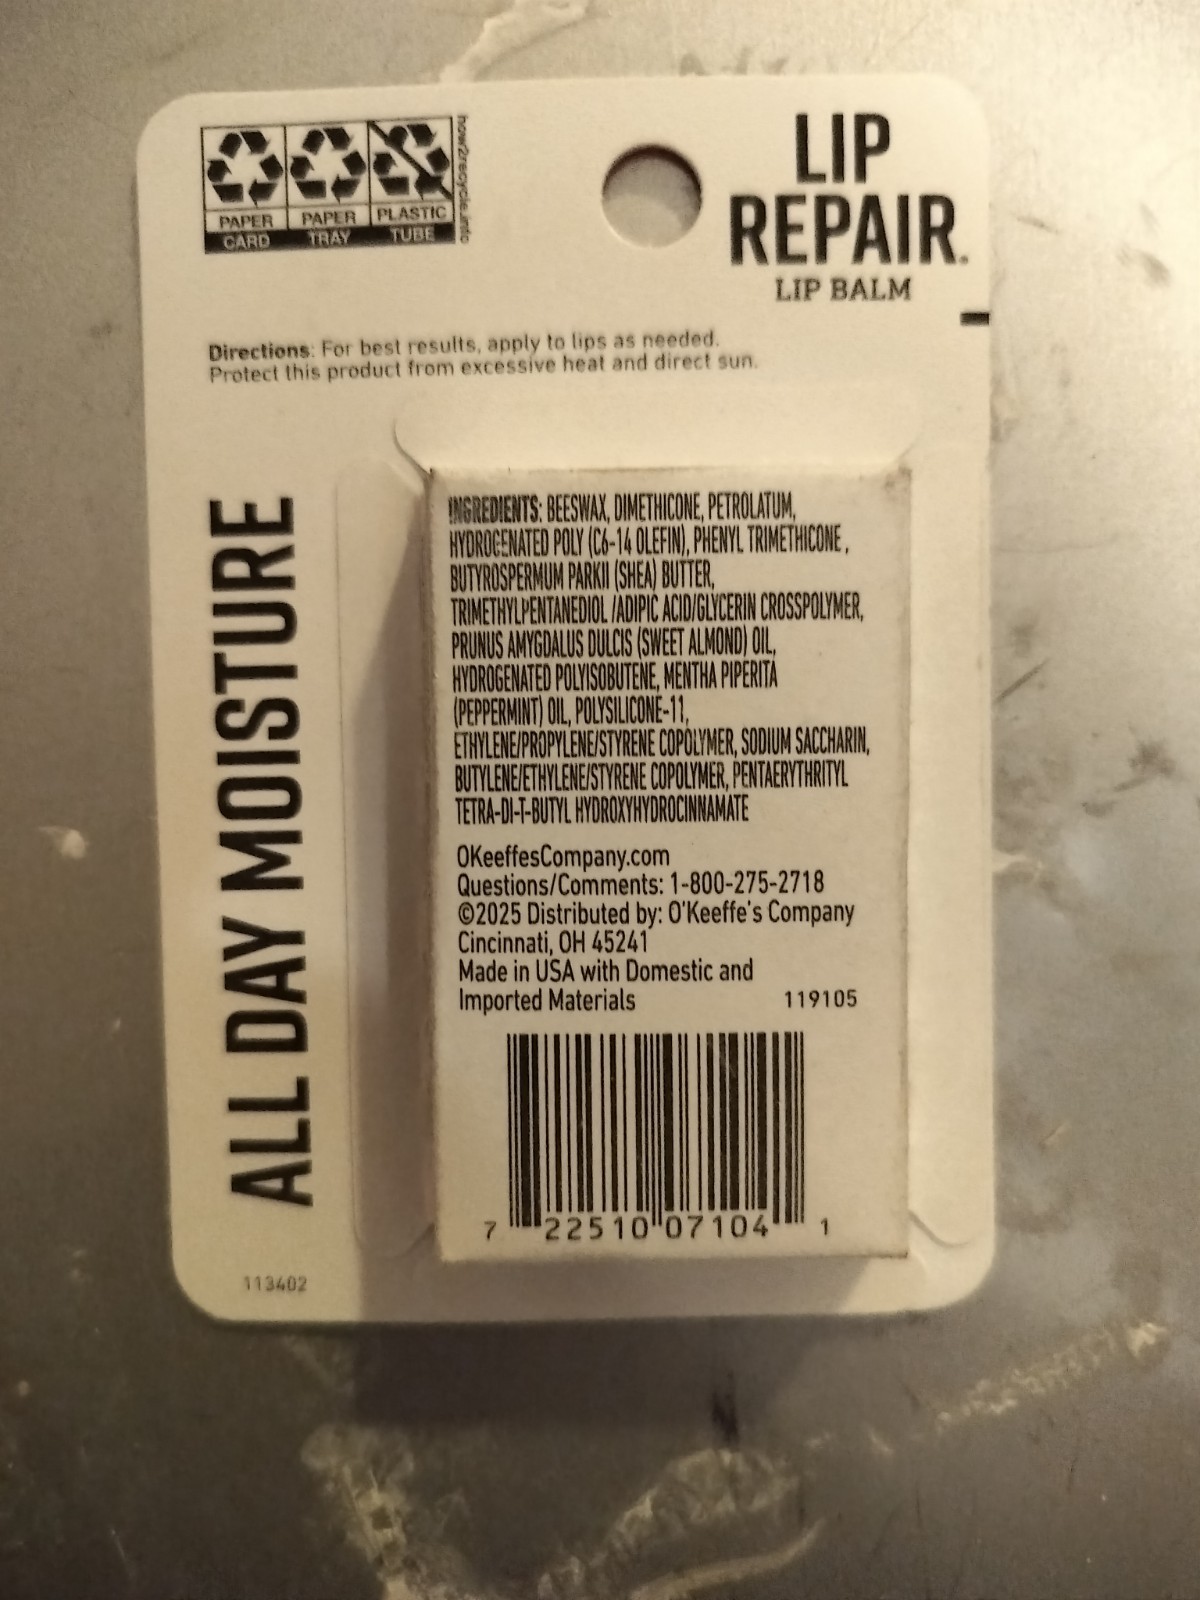 PAPER
CARD
PAPER
TRAY
PLASTIC
TUBE
how2recycle.info
LIP
REPAIR®
LIP BALM
Directions: For best results, apply to lips as needed.
Protect this product from excessive heat and direct sun.
ALL DAY MOISTURE
INGREDIENTS: BEESWAX, DIMETHICONE, PETROLATUM,
HYDROGENATED POLY (C6-14 OLEFIN), PHENYL TRIMETHICONE ,
BUTYROSPERMUM PARKII (SHEA) BUTTER,
TRIMETHYLPENTANEDIOL /ADIPIC ACID/GLYCERIN CROSSPOLYMER,
PRUNUS AMYGDALUS DULCIS (SWEET ALMOND) OIL,
HYDROGENATED POLYISOBUTENE, MENTHA PIPERITA
(PEPPERMINT) OIL, POLYSILICONE-11,
ETHYLENE/PROPYLENE/STYRENE COPOLYMER, SODIUM SACCHARIN,
BUTYLENE/ETHYLENE/STYRENE COPOLYMER, PENTAERYTHRITYL
TETRA-DI-T-BUTYL HYDROXYHYDROCINNAMATE
OKeeffesCompany.com
Questions/Comments: 1-800-275-2718
©2025 Distributed by: O'Keeffe's Company
Cincinnati, OH 45241
Made in USA with Domestic and
Imported Materials 119105
7 22510 07104 1
113402